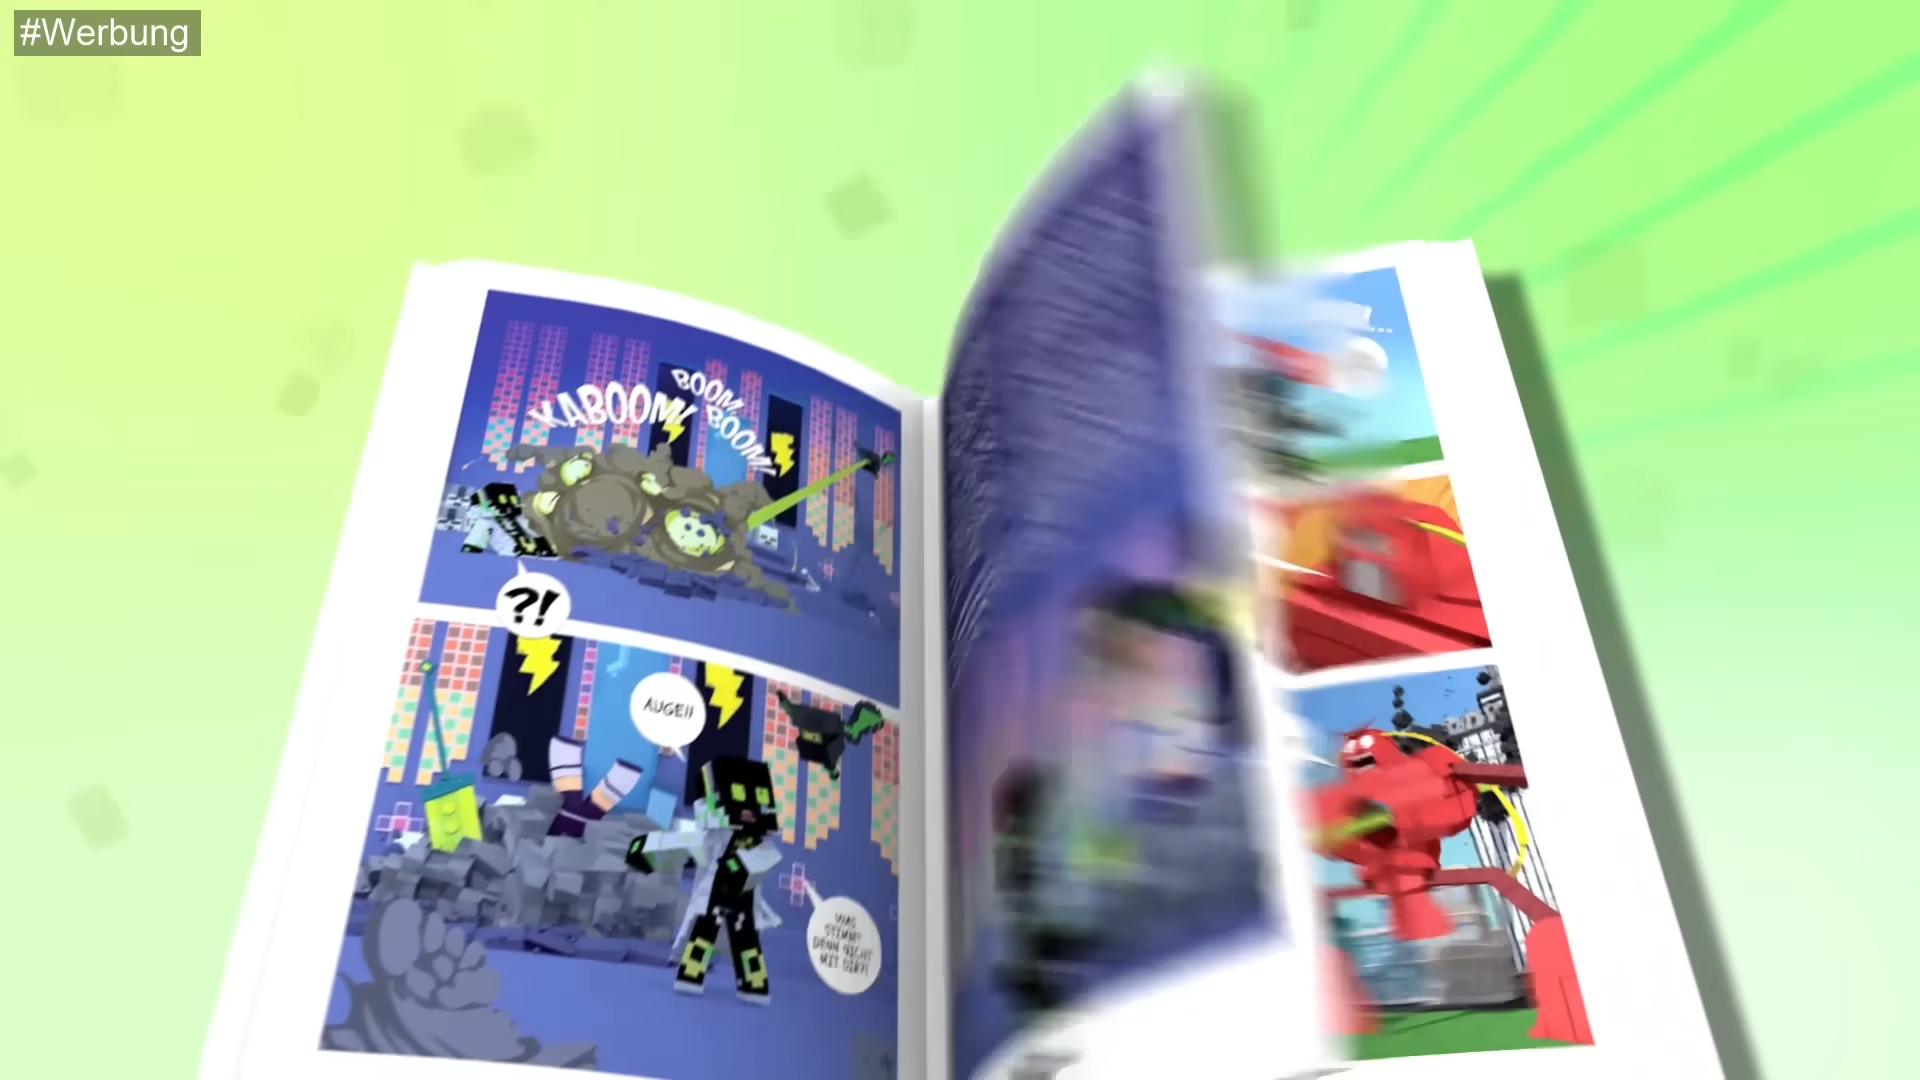 #Werbung
KABOOM!
BOOM,
BOOM!
?!
AUGE!!
WAS
STIMMT
DENN NICHT
MIT DIR?!